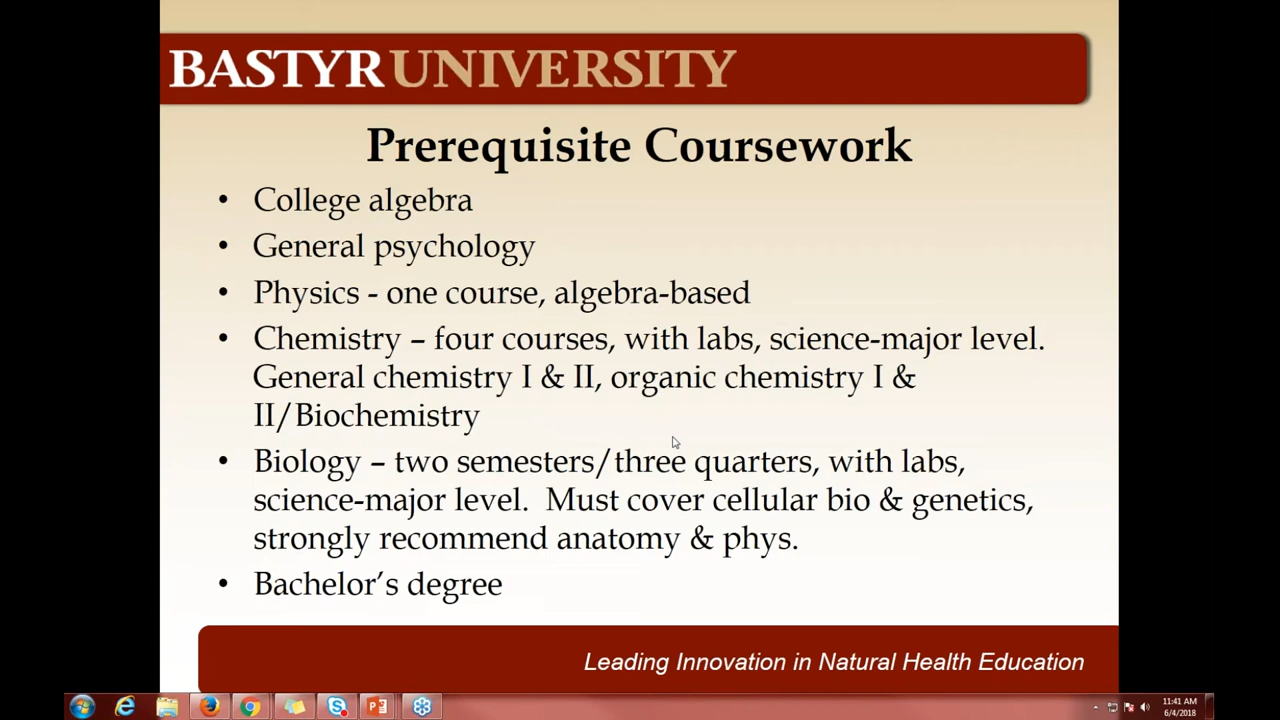 BASTYR UNIVERSITY
Prerequisite Coursework
• College algebra
• General psychology
• Physics - one course, algebra-based
• Chemistry – four courses, with labs, science-major level.
General chemistry I & II, organic chemistry I &
II/Biochemistry
• Biology – two semesters/three quarters, with labs,
science-major level.  Must cover cellular bio & genetics,
strongly recommend anatomy & phys.
• Bachelor’s degree
Leading Innovation in Natural Health Education
11:41 AM
6/4/2018